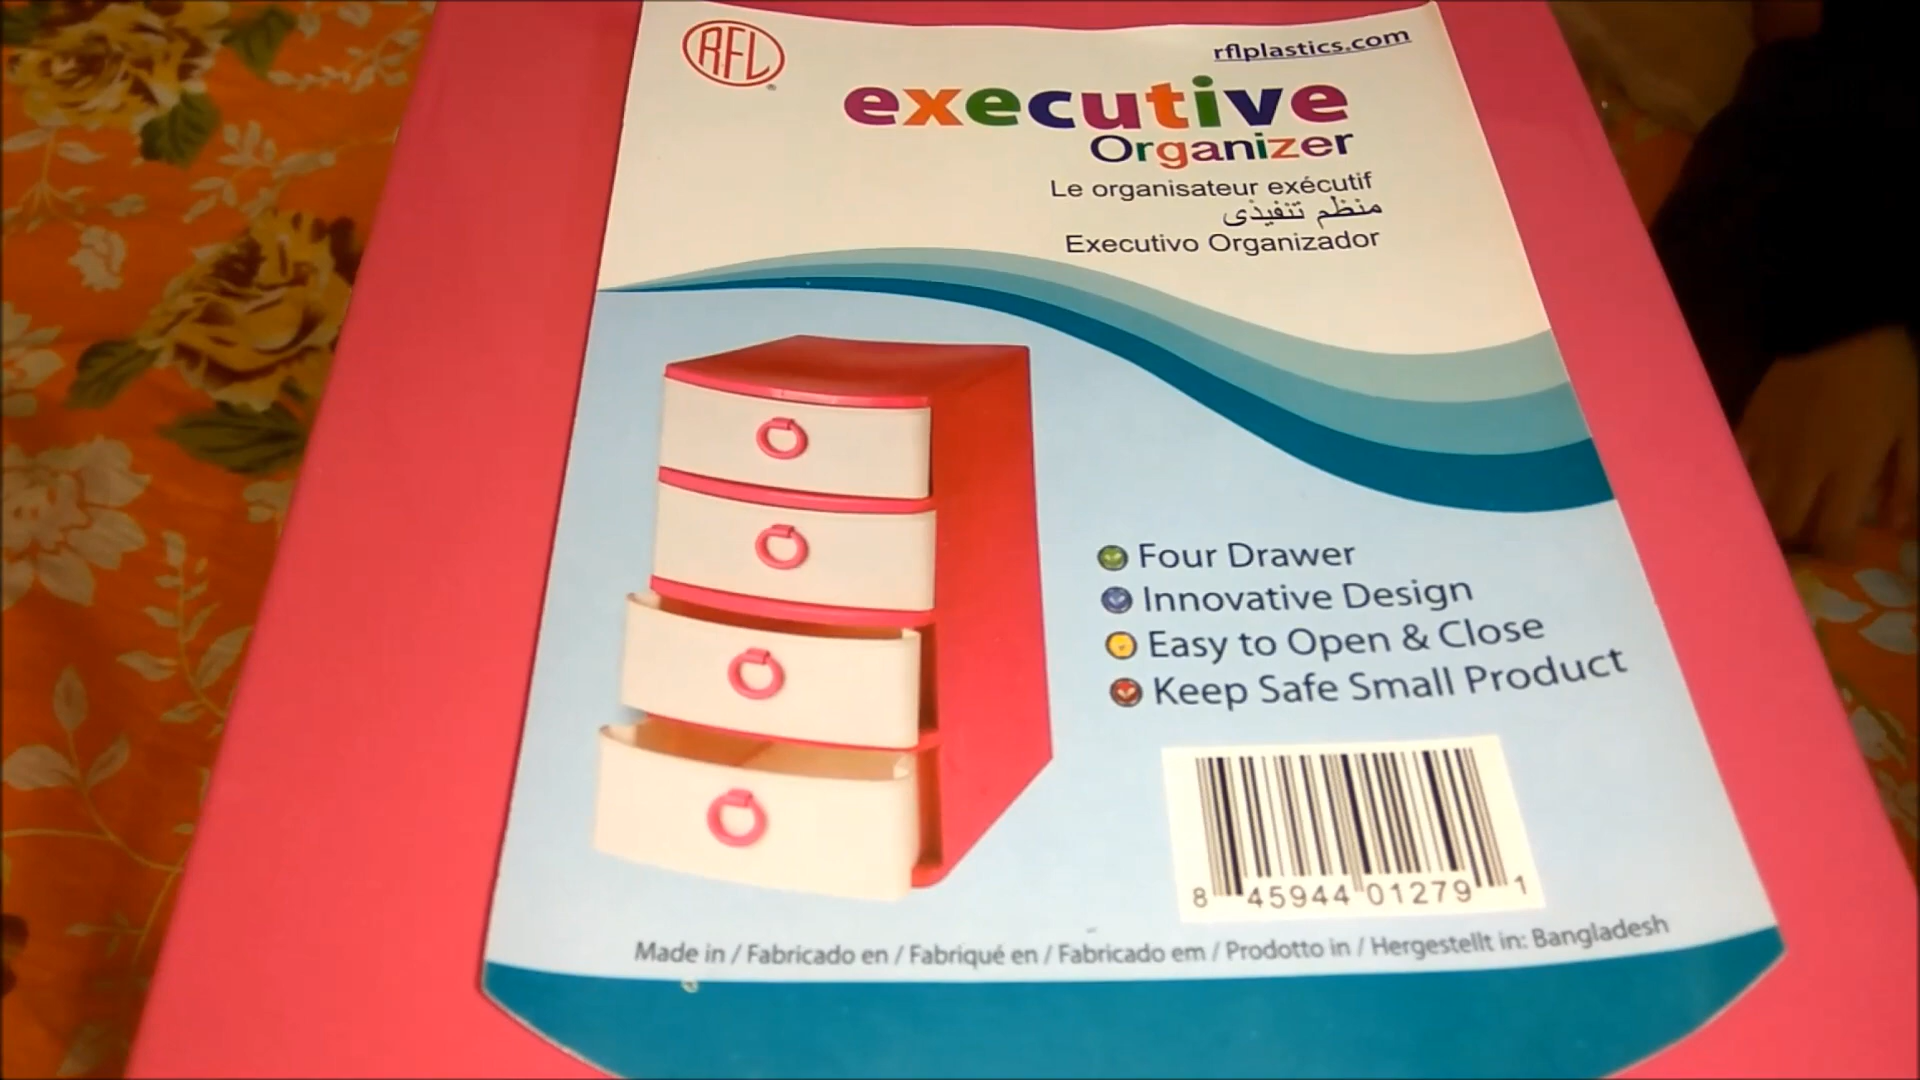 RFL
rflplastics.com
executive
Organizer
Le organisateur exécutif
منظم تنفيذى
Executivo Organizador
Four Drawer
Innovative Design
Easy to Open & Close
Keep Safe Small Product
8 45944 01279 1
Made in / Fabricado en / Fabriqué en / Fabricado em / Prodotto in / Hergestellt in: Bangladesh